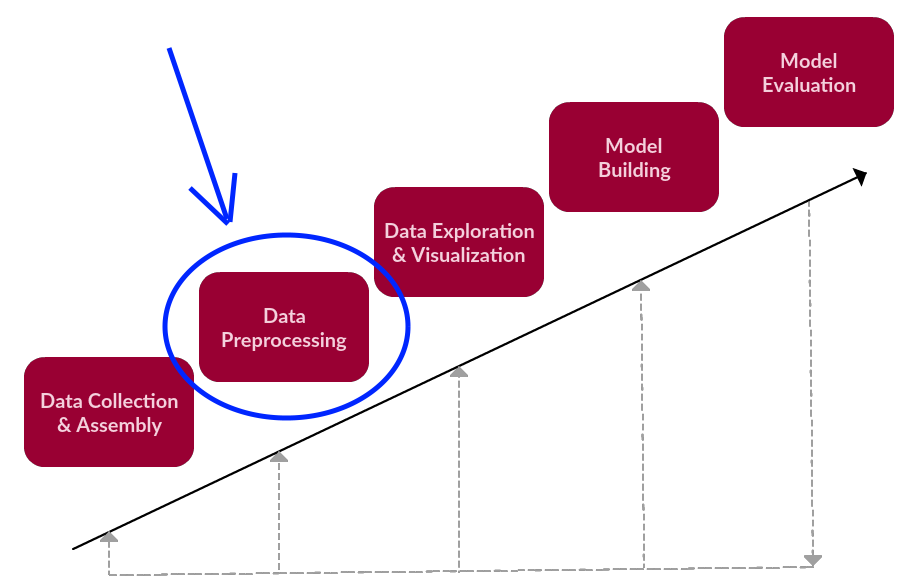 Model
Evaluation
Model
Building
Data Exploration
& Visualization
Data
Preprocessing
Data Collection
& Assembly